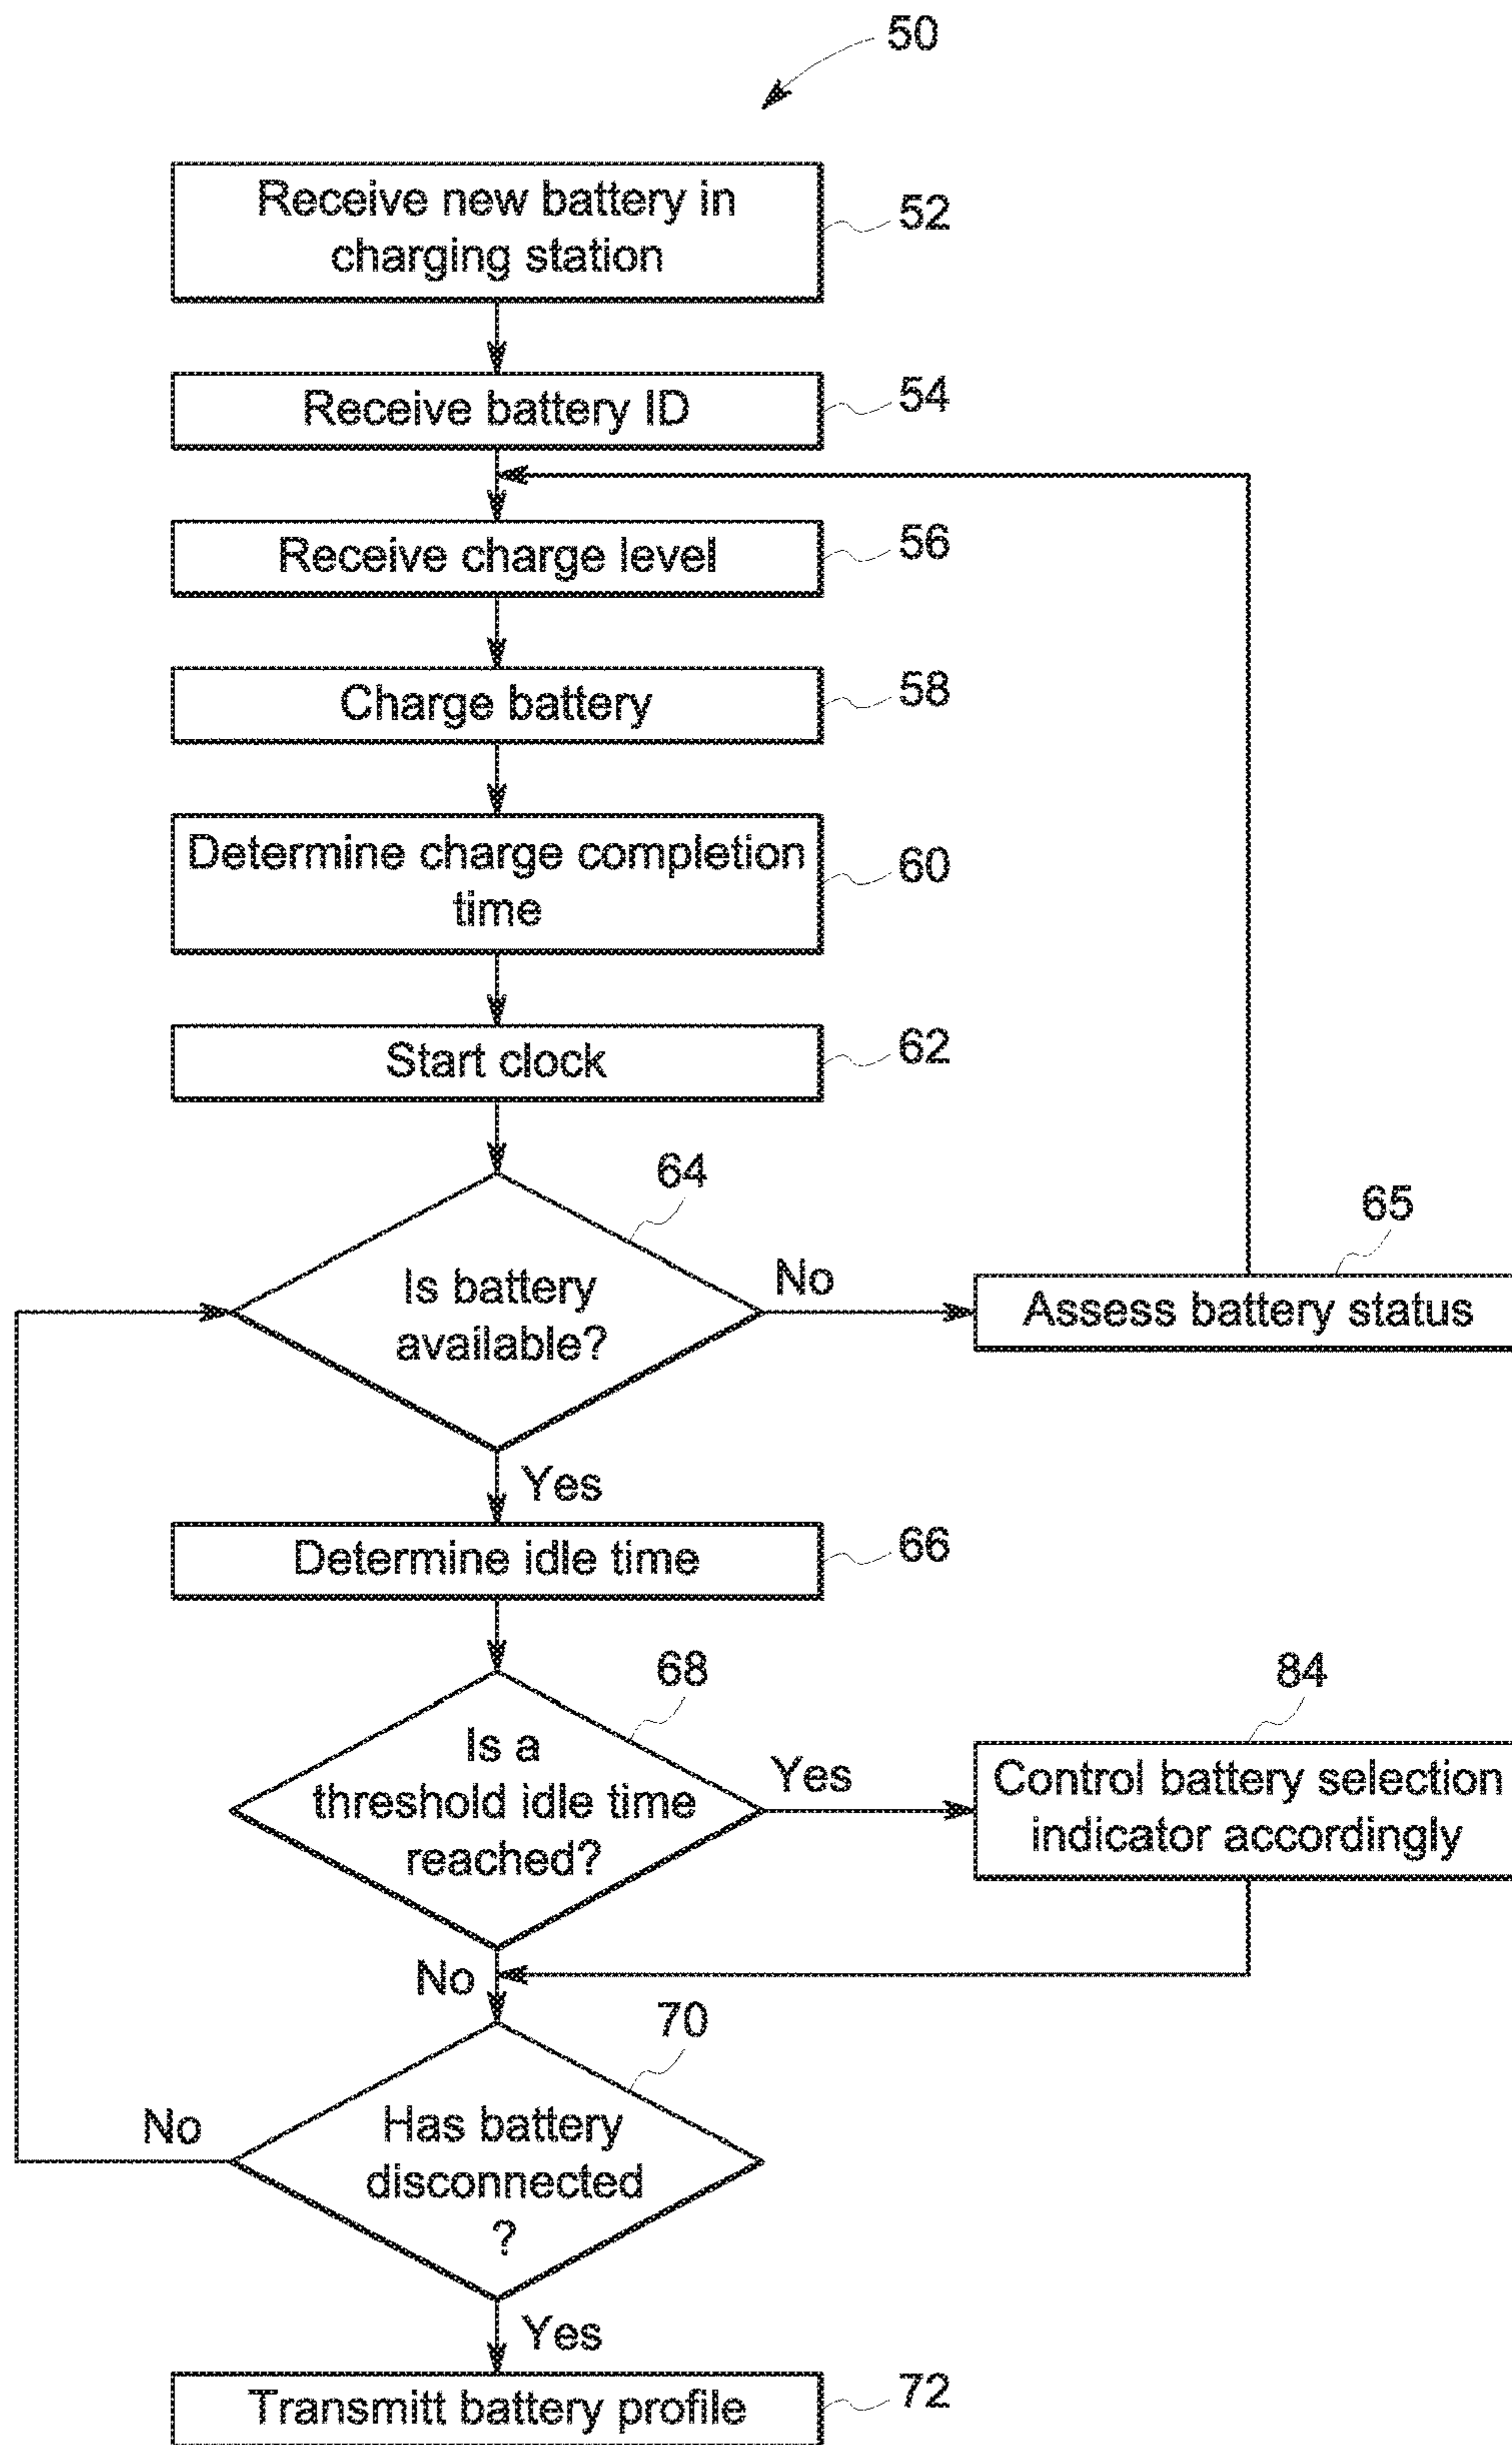 50
Receive new battery in
charging station
52
Receive battery ID
54
Receive charge level
56
Charge battery
58
Determine charge completion
time
60
Start clock
62
64
Is battery
available?
No
65
Assess battery status
Yes
Determine idle time
66
68
Is a
threshold idle time
reached?
Yes
84
Control battery selection
indicator accordingly
No
70
Has battery
disconnected
?
No
Yes
Transmitt battery profile
72